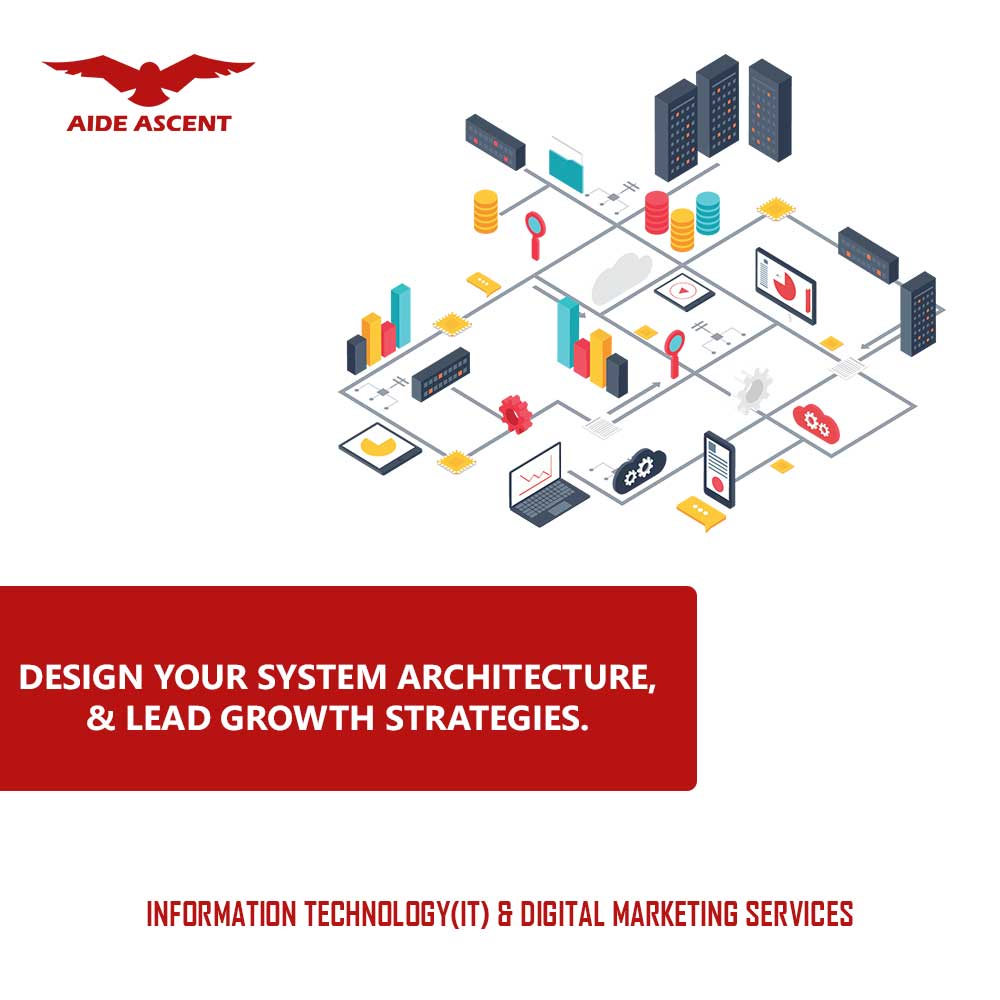 AIDE ASCENT
DESIGN YOUR SYSTEM ARCHITECTURE,
& LEAD GROWTH STRATEGIES.
INFORMATION TECHNOLOGY(IT) & DIGITAL MARKETING SERVICES